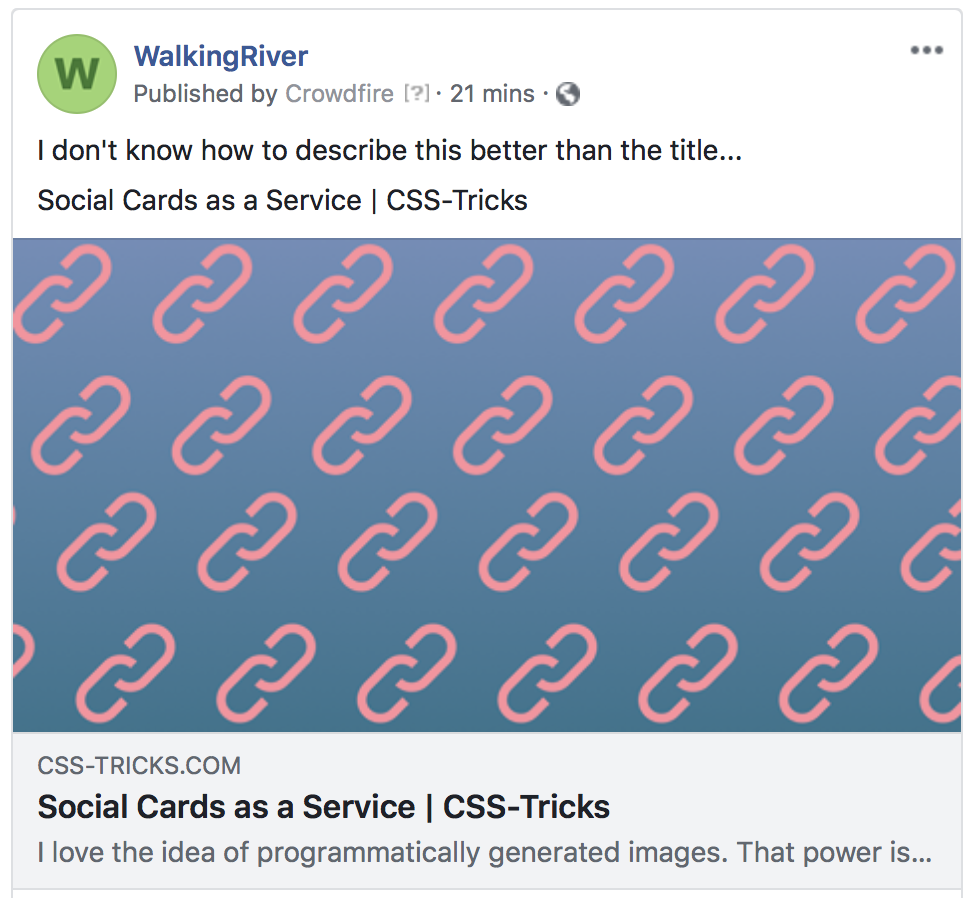 W
WalkingRiver
Published by Crowdfire [?] · 21 mins ·
I don't know how to describe this better than the title...
Social Cards as a Service | CSS-Tricks
CSS-TRICKS.COM
Social Cards as a Service | CSS-Tricks
I love the idea of programmatically generated images. That power is...